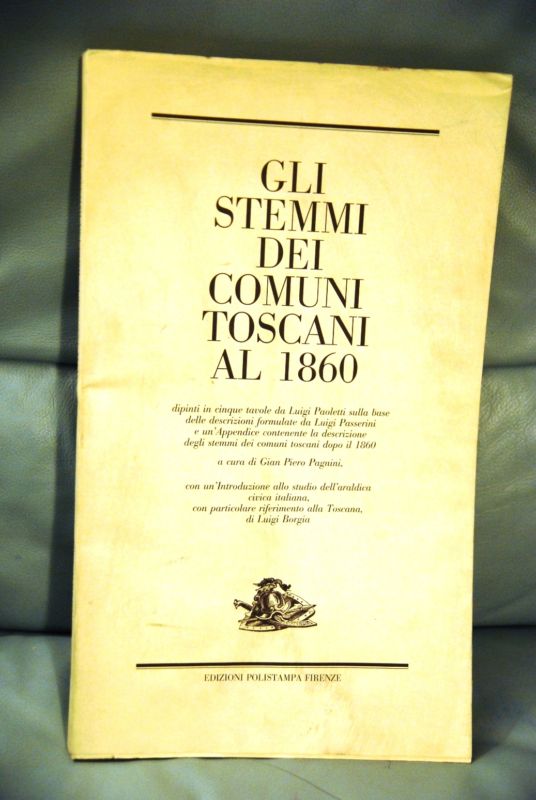 GLI
STEMMI
DEI
COMUNI
TOSCANI
AL 1860
dipinti in cinque tavole da Luigi Paoletti sulla base
delle descrizioni formulate da Luigi Passerini
e un'Appendice contenente la descrizione
degli stemmi dei comuni toscani dopo il 1860
a cura di Gian Piero Pagnini,
con un'Introduzione allo studio dell'araldica
civica italiana,
con particolare riferimento alla Toscana,
di Luigi Borgia
EDIZIONI POLISTAMPA FIRENZE